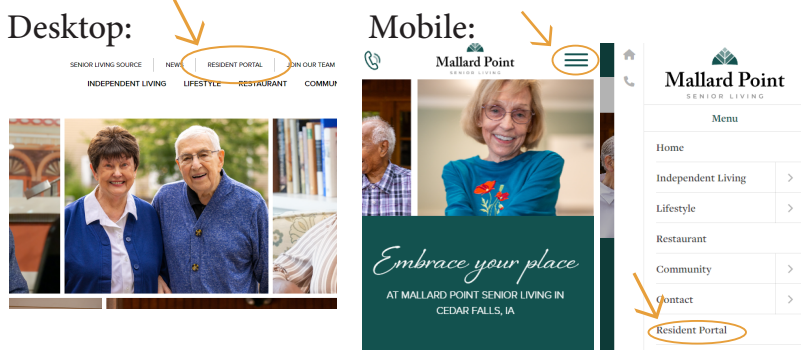 Desktop:
SENIOR LIVING SOURCE
NEWS
RESIDENT PORTAL
JOIN OUR TEAM
INDEPENDENT LIVING
LIFESTYLE
RESTAURANT
COMMUN
Mobile:
Mallard Point
SENIOR LIVING
Embrace your place
AT MALLARD POINT SENIOR LIVING IN
CEDAR FALLS, IA
Mallard Point
SENIOR LIVING
Menu
Home
Independent Living
Lifestyle
Restaurant
Community
Contact
Resident Portal